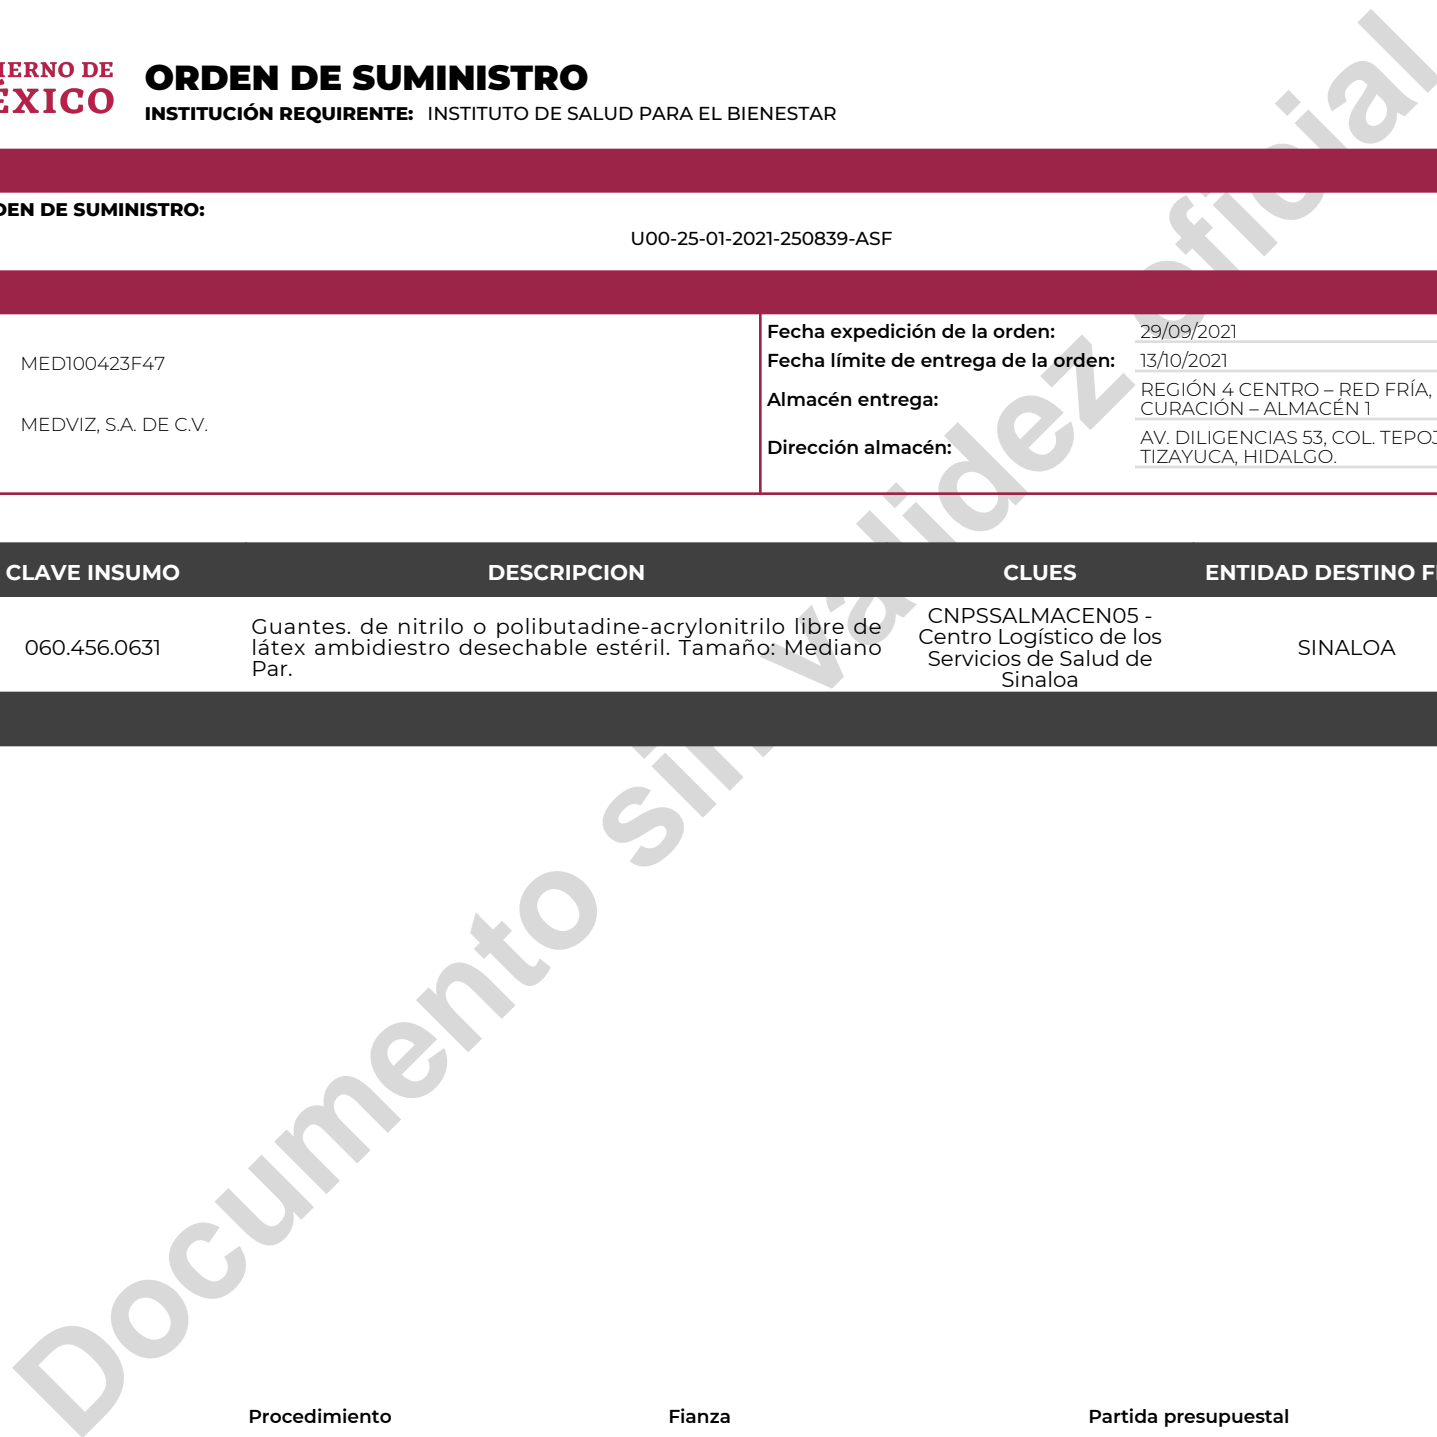 IERNO DE
ÉXICO
ORDEN DE SUMINISTRO
INSTITUCIÓN REQUIRENTE: INSTITUTO DE SALUD PARA EL BIENESTAR
DEN DE SUMINISTRO:
U00-25-01-2021-250839-ASF
MED100423F47
MEDVIZ, S.A. DE C.V.
Fecha expedición de la orden: 29/09/2021
Fecha límite de entrega de la orden: 13/10/2021
Almacén entrega:
REGIÓN 4 CENTRO – RED FRÍA,
CURACIÓN – ALMACÉN 1
Dirección almacén:
AV. DILIGENCIAS 53, COL. TEPOJ
TIZAYUCA, HIDALGO.
CLAVE INSUMO DESCRIPCION CLUES ENTIDAD DESTINO FI
060.456.0631
Guantes. de nitrilo o polibutadine-acrylonitrilo libre de
látex ambidiestro desechable estéril. Tamaño: Mediano
Par.
CNPSSALMACEN05 -
Centro Logístico de los
Servicios de Salud de
Sinaloa
SINALOA
Documento sin validez oficial
Procedimiento Fianza Partida presupuestal